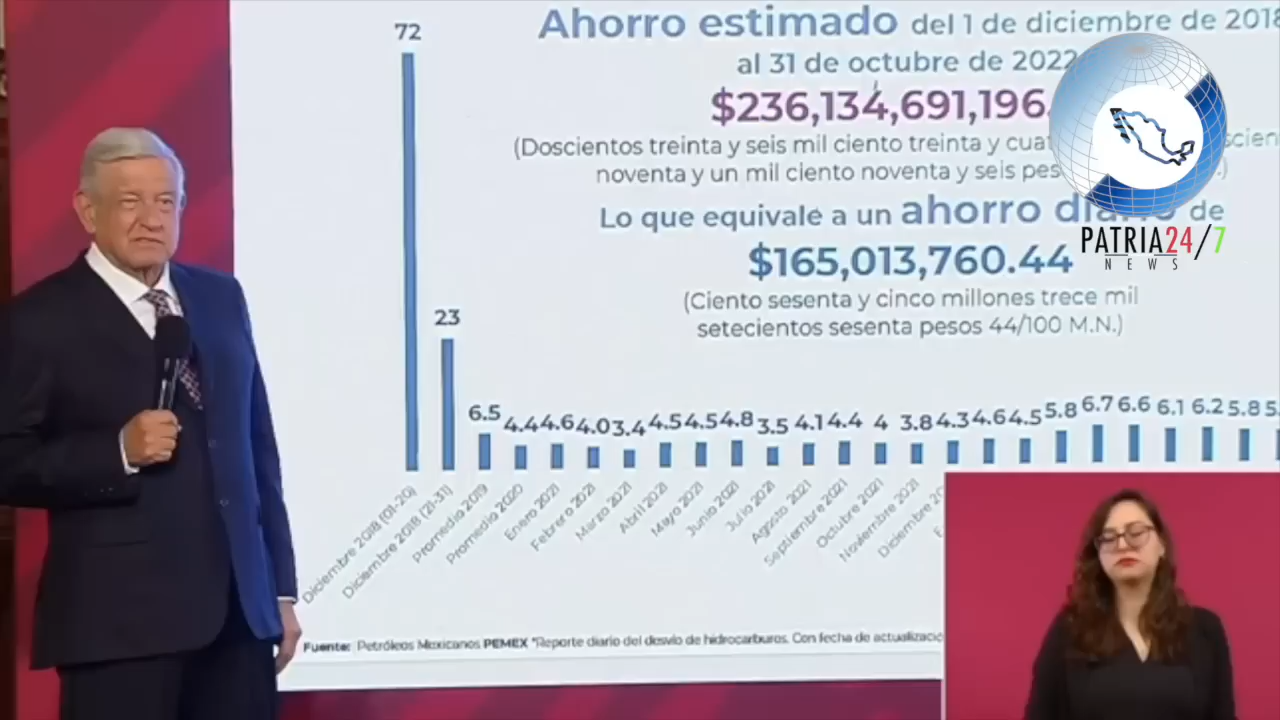 Ahorro estimado del 1 de diciembre de 2018
al 31 de octubre de 2022
$236,134,691,196.
(Doscientos treinta y seis mil ciento treinta y
noventa y un mil ciento noventa y seis
Lo que equivale a un ahorro diario de
$165,013,760.44
(Ciento sesenta y cinco millones trece mil
setecientos sesenta pesos 44/100 M.N.)
PATRIA24/7
NEWS
72
23
6.5 4.4 4.6 4.0 3.4 4.5 4.5 4.8 3.5 4.1 4.4 4 3.8 4.3 4.6 4.5 5.8 6.7 6.6 6.1 6.2 5.8
Diciembre 2018 (01-20)
Diciembre 2018 (21-31)
Promedio 2019
Promedio 2020
Enero 2021
Febrero 2021
Marzo 2021
Abril 2021
Mayo 2021
Junio 2021
Julio 2021
Agosto 2021
Septiembre 2021
Octubre 2021
Noviembre 2021
Diciembre
Fuente: Petróleos Mexicanos PEMEX "Reporte diario del desvío de hidrocarburos. Con fecha de